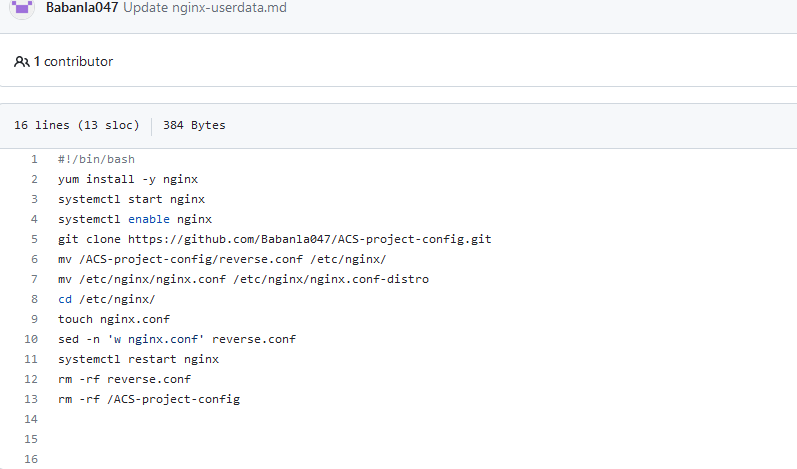 Babanla047 Update nginx-userdata.md
1 contributor
16 lines (13 sloc) 384 Bytes
1 #!/bin/bash
2 yum install -y nginx
3 systemctl start nginx
4 systemctl enable nginx
5 git clone https://github.com/Babanla047/ACS-project-config.git
6 mv /ACS-project-config/reverse.conf /etc/nginx/
7 mv /etc/nginx/nginx.conf /etc/nginx/nginx.conf-distro
8 cd /etc/nginx/
9 touch nginx.conf
10 sed -n 'w nginx.conf' reverse.conf
11 systemctl restart nginx
12 rm -rf reverse.conf
13 rm -rf /ACS-project-config
14
15
16